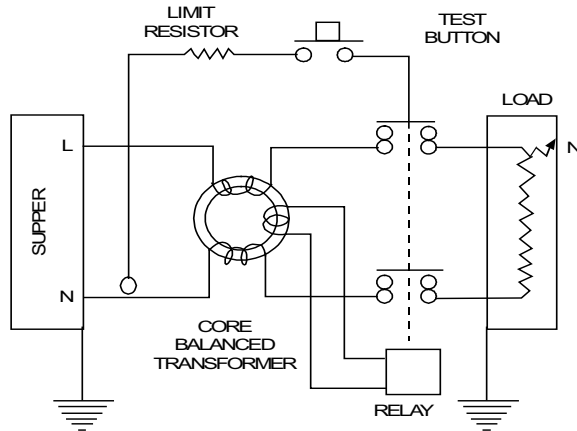 LIMIT
RESISTOR
TEST
BUTTON
LOAD
L
N
SUPPER
N
CORE
BALANCED
TRANSFORMER
RELAY